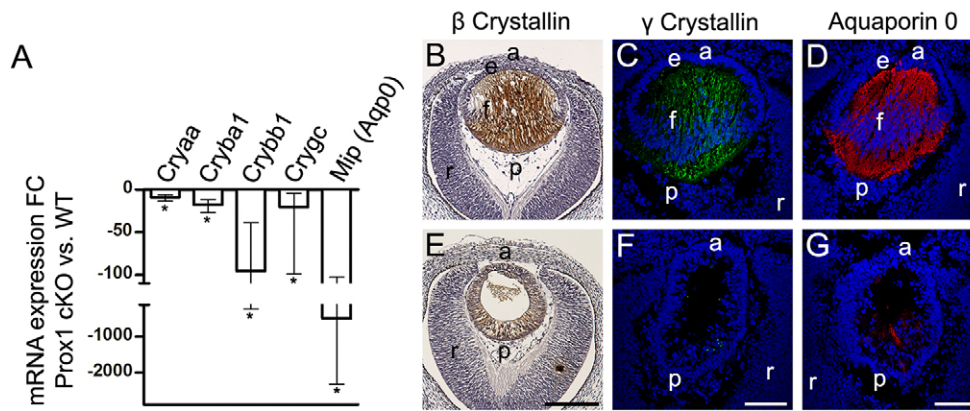 β Crystallin
γ Crystallin
Aquaporin 0
A
Cryaa
Cryba1
Crybb1
Crygc
Mip (Aqp0)
mRNA expression FC
Prox1 cKO vs. WT
0
-50
-100
-1000
-2000
*
*
*
*
*
B
a
e
f
r
p
C
e
a
f
p
r
D
e
a
f
p
r
E
a
r
p
F
a
p
r
G
a
r
p